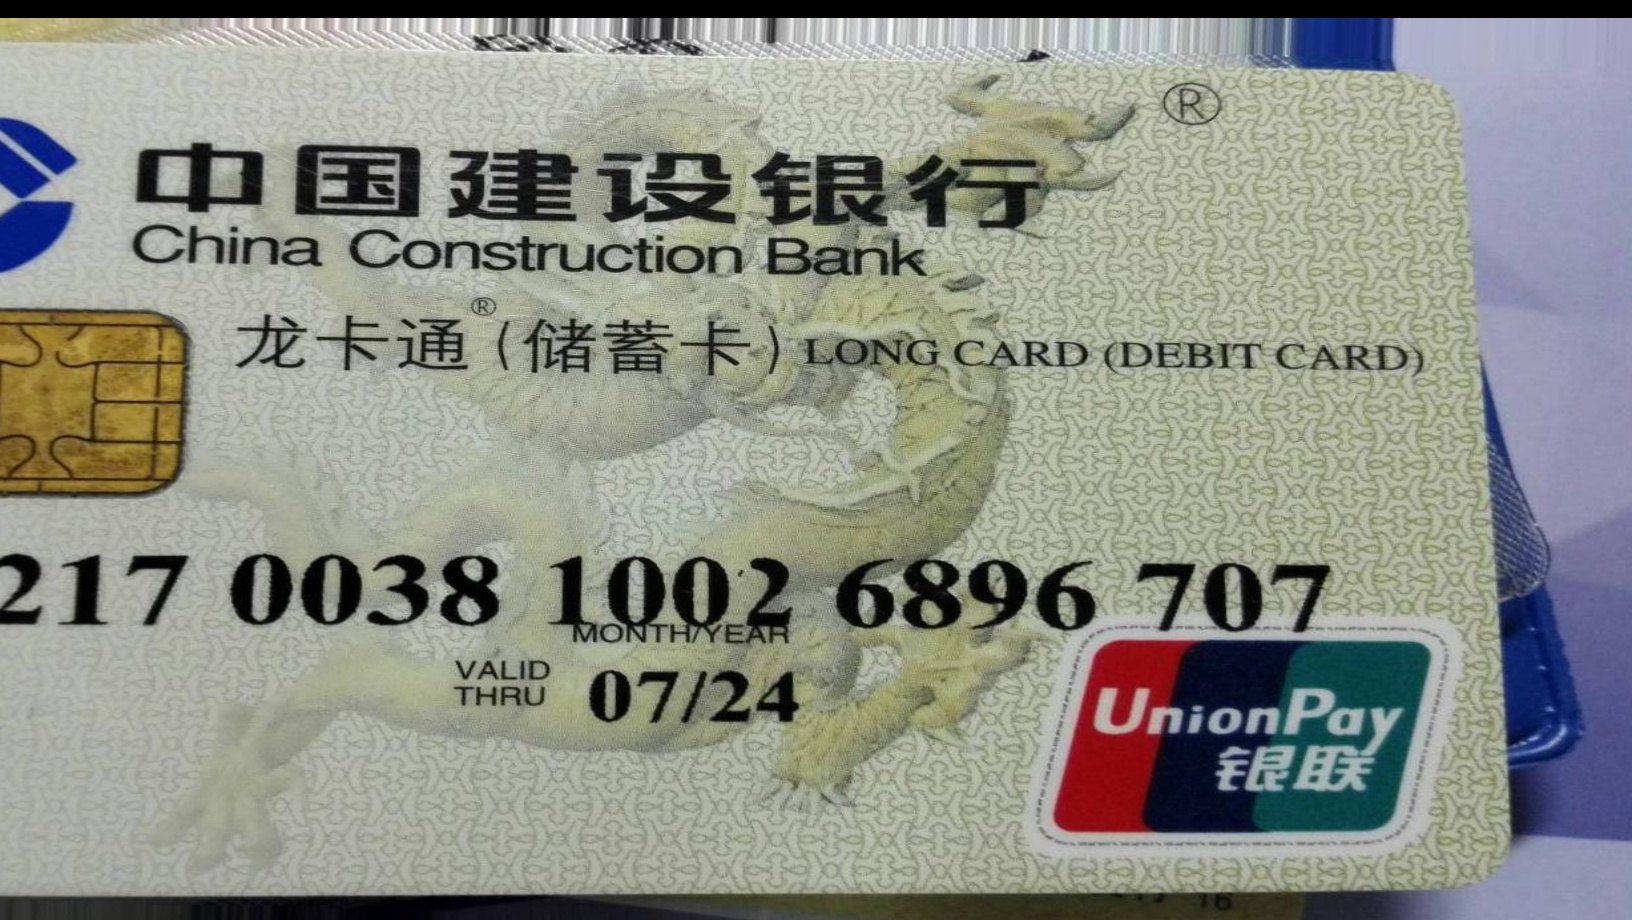 ®
中国建设银行
China Construction Bank
龙卡通®(储蓄卡) LONG CARD (DEBIT CARD)
217 0038 1002 6896 707
MONTH/YEAR
VALID THRU 07/24
UnionPay
银联